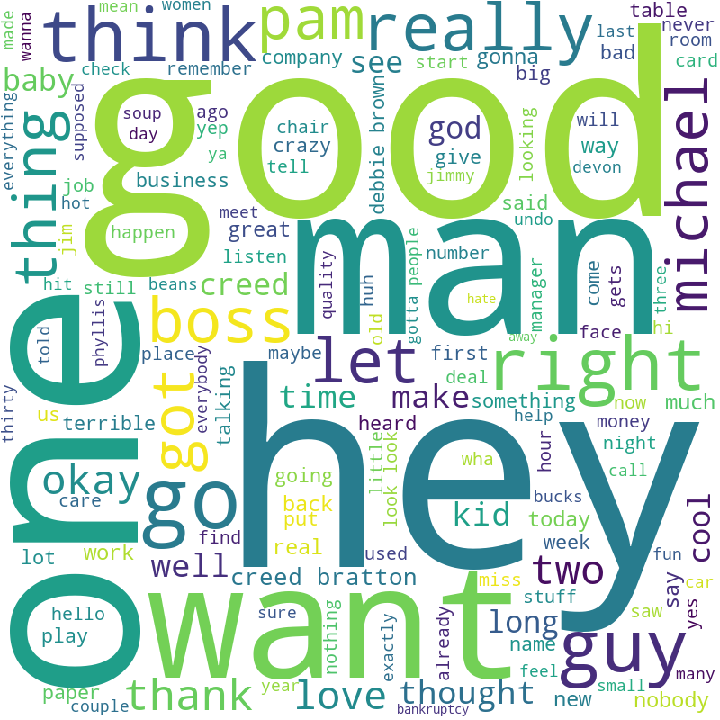 made
wanna
mean
women
think
pam
really
table
never
room
last
bad
card
check
remember
company
see
start
gonna
big
everything
baby
supposed
soup
day
ago
yep
ya
chair
crazy
tell
debbie brown
god
give
jimmy
looking
will
way
devon
good
michael
thing
job
hot
business
jim
happen
meet
great
listen
man
said
undo
number
hit
still
beans
creed
quality
huh
old
gotta people
hate
manager
come
gets
three
hi
face
one
told
phyllis
place
boss
everybody
maybe
let
away
first
deal
right
thirty
us
terrible
got
talking
time
make
something
now
much
heard
hey
help
money
night
call
okay
care
go
going
back
put
real
little
look look
wha
hour
bucks
kid
today
week
fun
cool
lot
work
find
well
creed bratton
used
miss
stuff
saw
car
say
yes
hello
play
want
sure
nothing
exactly
already
long
name
feel
two
guy
small
many
paper
couple
thank
year
love
bankruptcy
thought
new
nobody